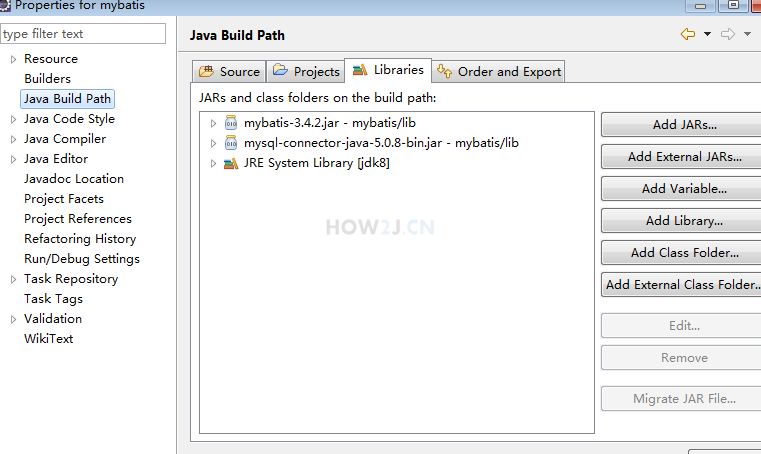 Properties for mybatis
type filter text
Resource
Builders
Java Build Path
Java Code Style
Java Compiler
Java Editor
Javadoc Location
Project Facets
Project References
Refactoring History
Run/Debug Settings
Task Repository
Task Tags
Validation
WikiText
Java Build Path
Source
Projects
Libraries
Order and Export
JARs and class folders on the build path:
mybatis-3.4.2.jar - mybatis/lib
mysql-connector-java-5.0.8-bin.jar - mybatis/lib
JRE System Library [jdk8]
HOW2J.CN
Add JARs...
Add External JARs...
Add Variable...
Add Library...
Add Class Folder...
Add External Class Folder...
Edit...
Remove
Migrate JAR File...